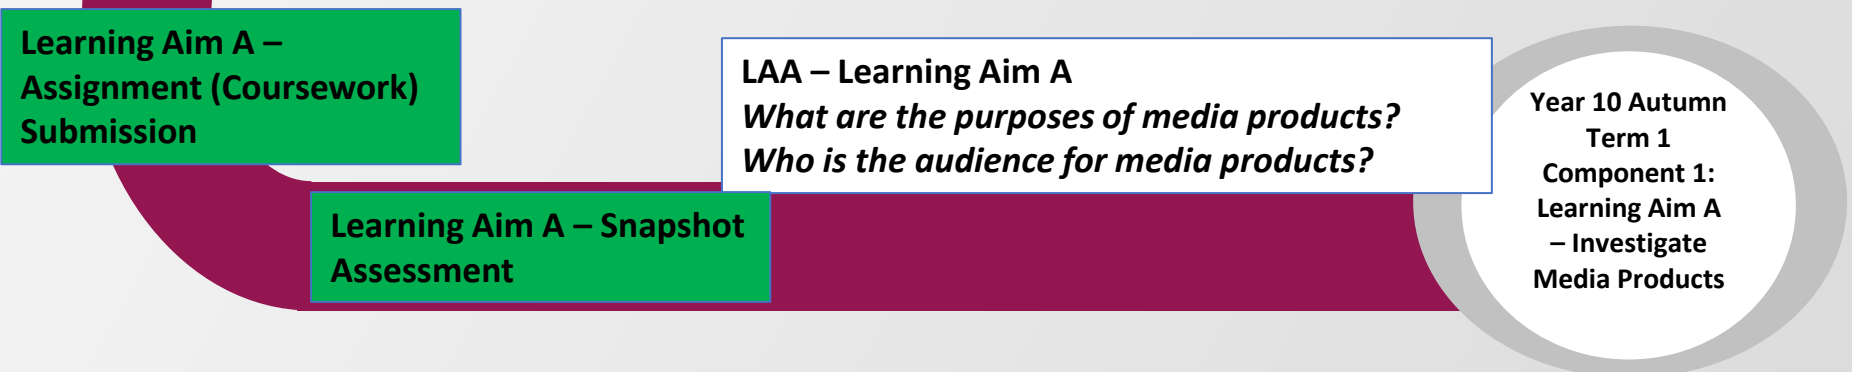 Learning Aim A –
Assignment (Coursework)
Submission
LAA – Learning Aim A
What are the purposes of media products?
Who is the audience for media products?
Year 10 Autumn
Term 1
Component 1:
Learning Aim A
– Investigate
Media Products
Learning Aim A – Snapshot
Assessment